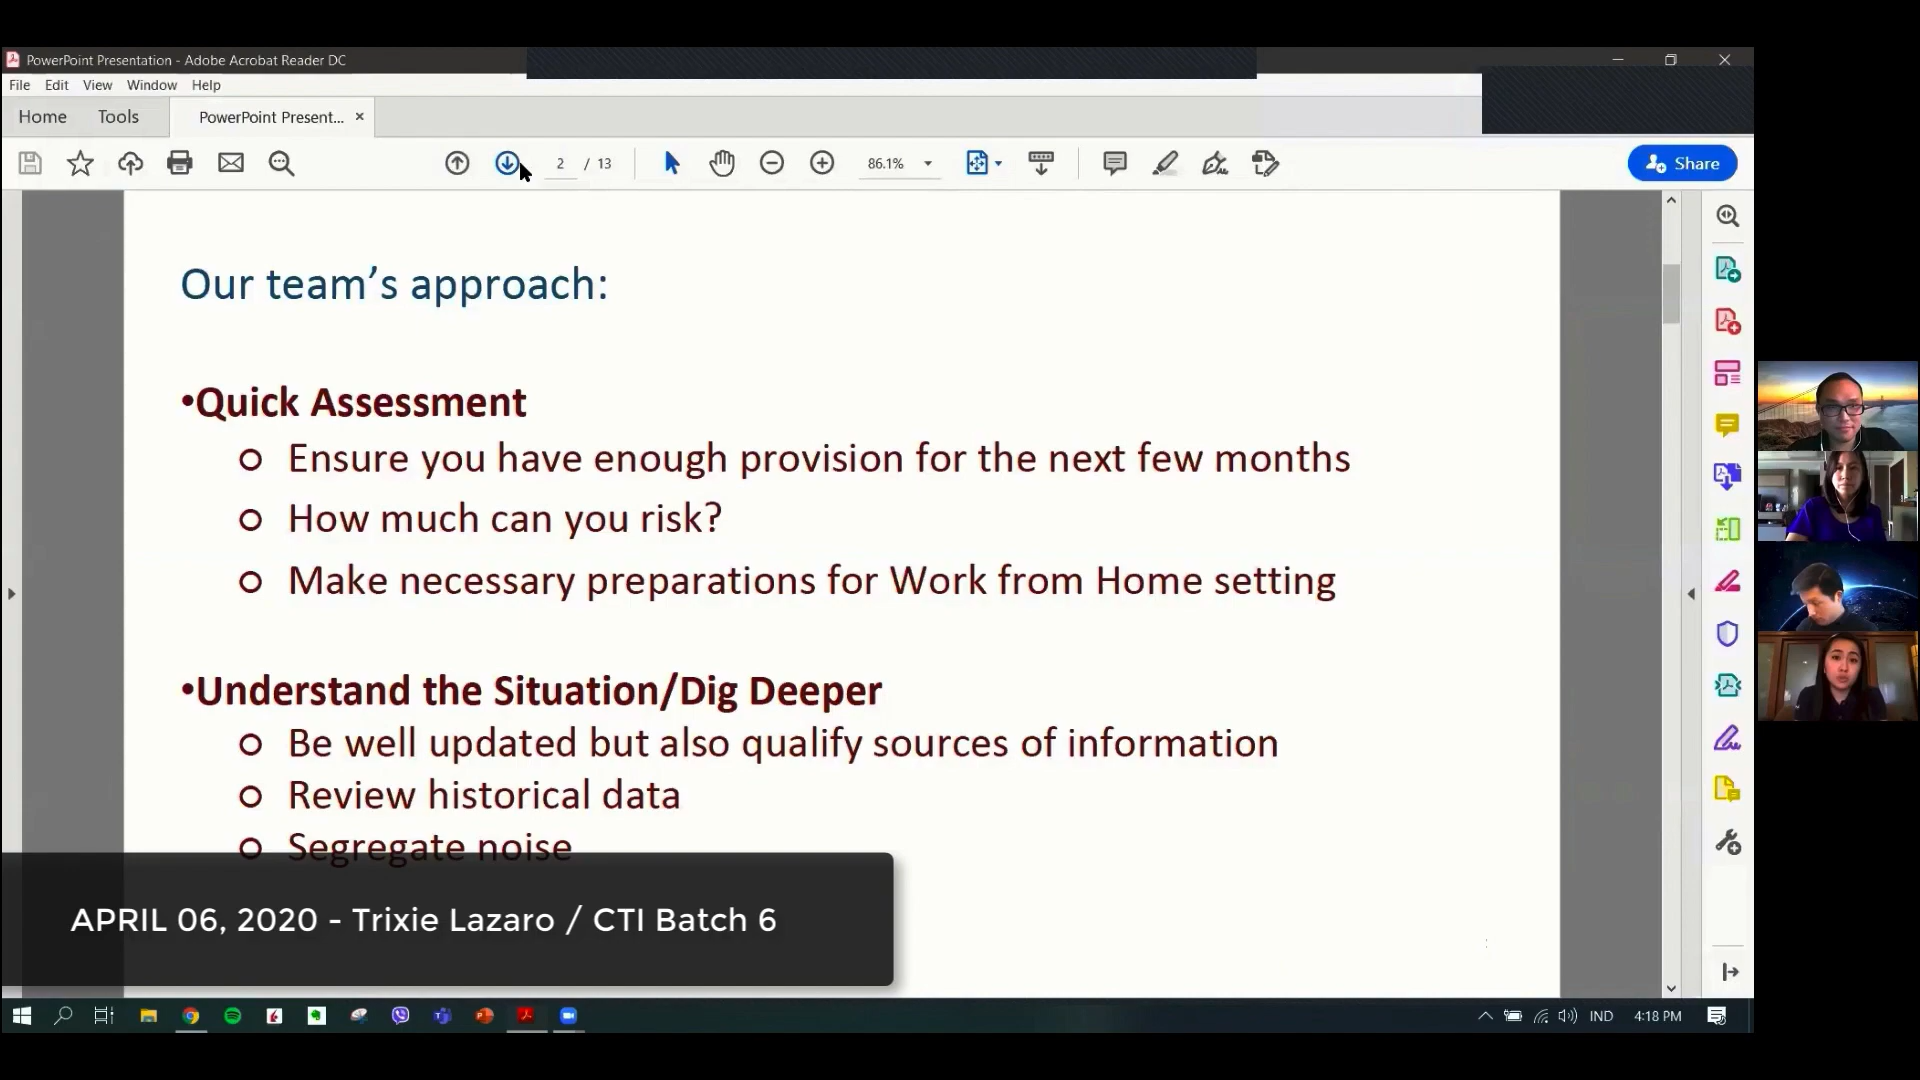 PowerPoint Presentation - Adobe Acrobat Reader DC
File Edit View Window Help
Home Tools PowerPoint Present... ×
2 / 13 86.1% Share
Our team’s approach:
•Quick Assessment
o Ensure you have enough provision for the next few months
o How much can you risk?
o Make necessary preparations for Work from Home setting
•Understand the Situation/Dig Deeper
o Be well updated but also qualify sources of information
o Review historical data
o Segregate noise
APRIL 06, 2020 - Trixie Lazaro / CTI Batch 6
IND 4:18 PM